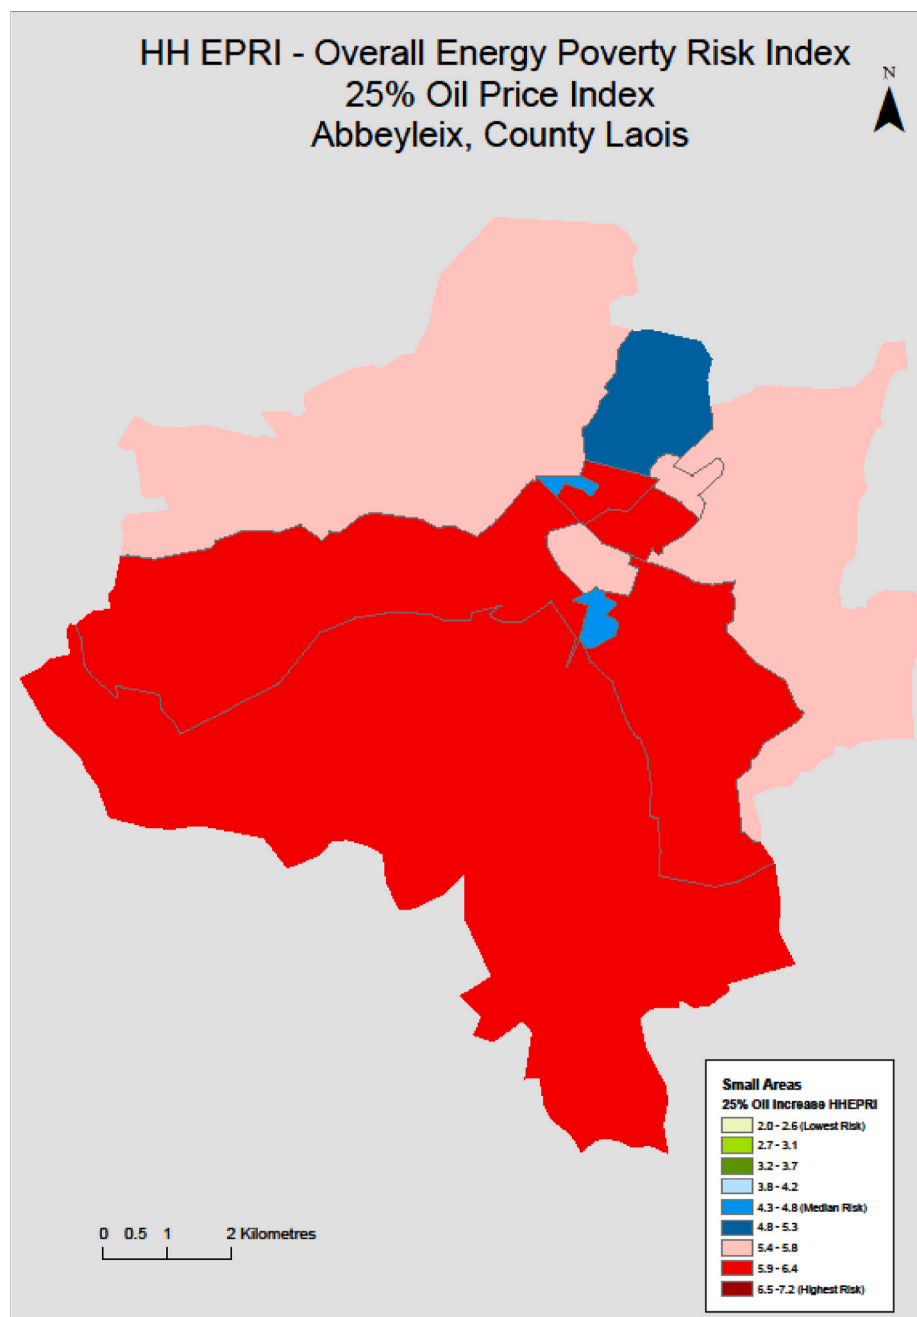 HH EPRI - Overall Energy Poverty Risk Index
25% Oil Price Index
Abbeyleix, County Laois
N
Small Areas
25% Oil Increase HHEPRI
2.0 - 2.6 (Lowest Risk)
2.7 - 3.1
3.2 - 3.7
3.8 - 4.2
4.3 - 4.8 (Median Risk)
4.8 - 5.3
5.4 - 5.8
5.9 - 6.4
6.5 -7.2 (Highest Risk)
0 0.5 1 2 Kilometres